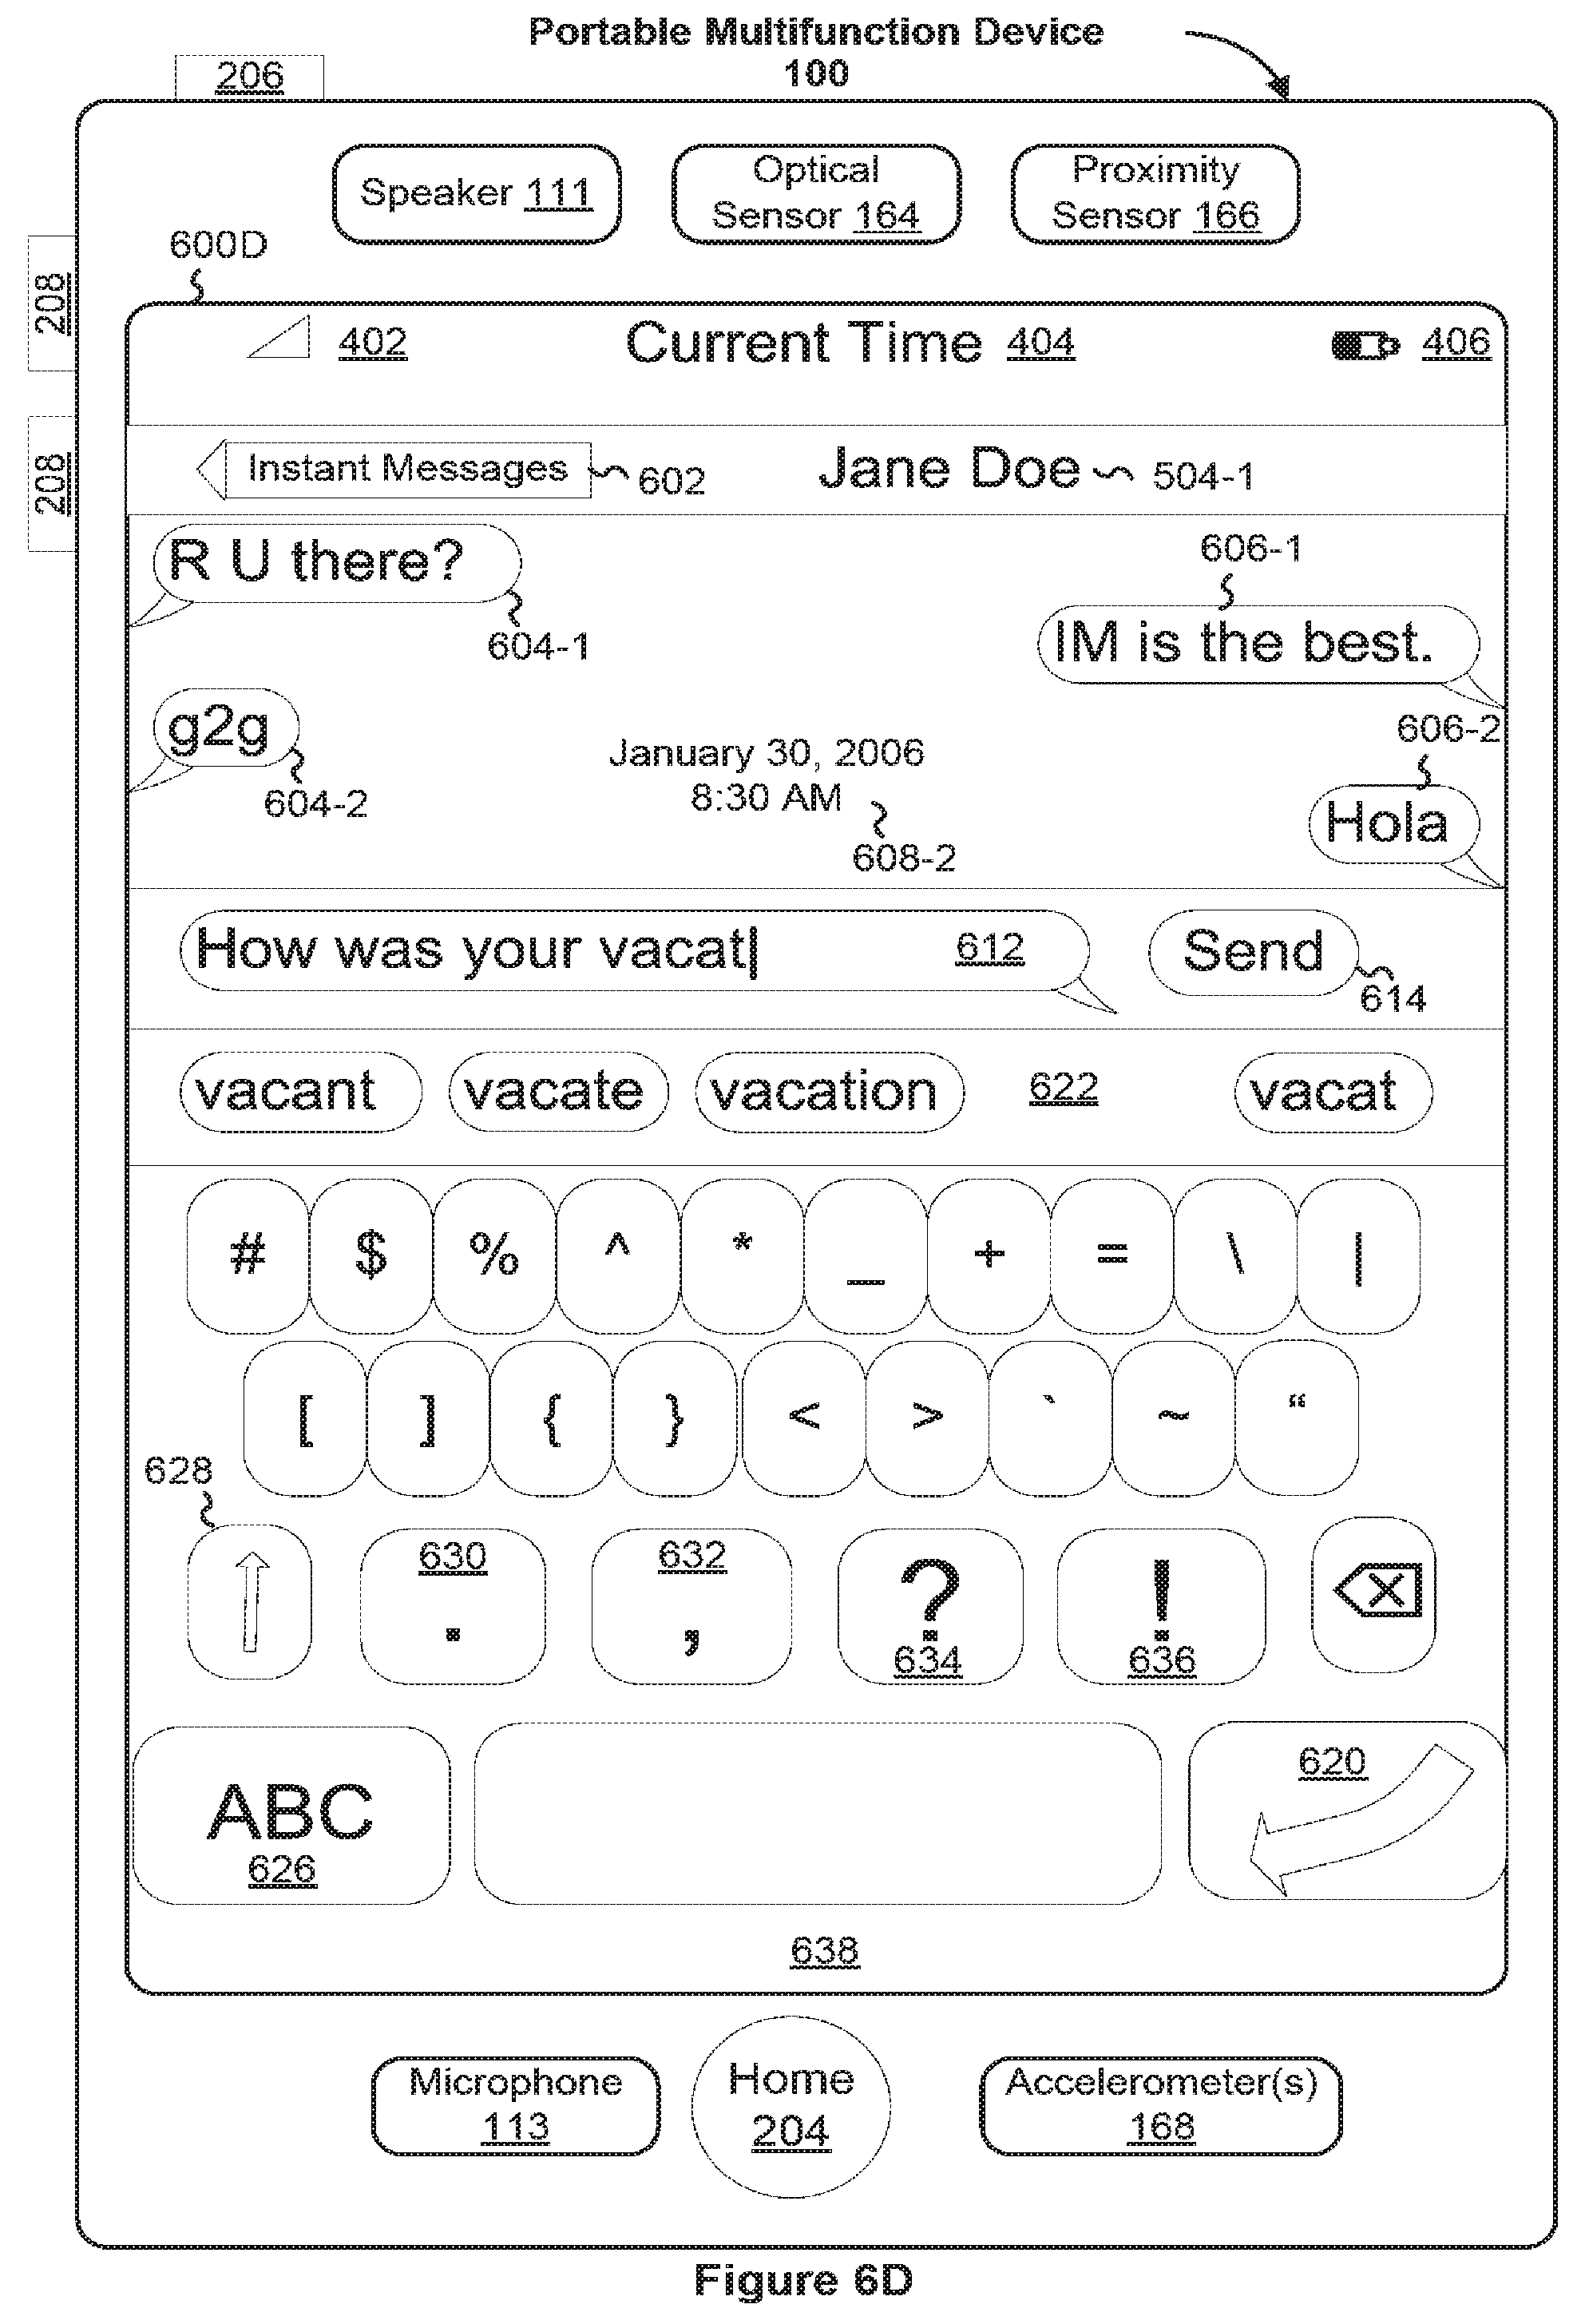 Portable Multifunction Device
100
206
Speaker 111
Optical
Sensor 164
Proximity
Sensor 166
600D
208
208
402
Current Time 404
406
Instant Messages
602
Jane Doe
504-1
R U there?
604-1
606-1
IM is the best.
g2g
604-2
January 30, 2006
8:30 AM
608-2
606-2
Hola
How was your vacat|
612
Send
614
vacant
vacate
vacation
622
vacat
# $ % ^ * _ + = \ |
[ ] { } < > ` ~ “
628
630
.
632
,
?
634
!
636
ABC
626
620
638
Microphone
113
Home
204
Accelerometer(s)
168
Figure 6D